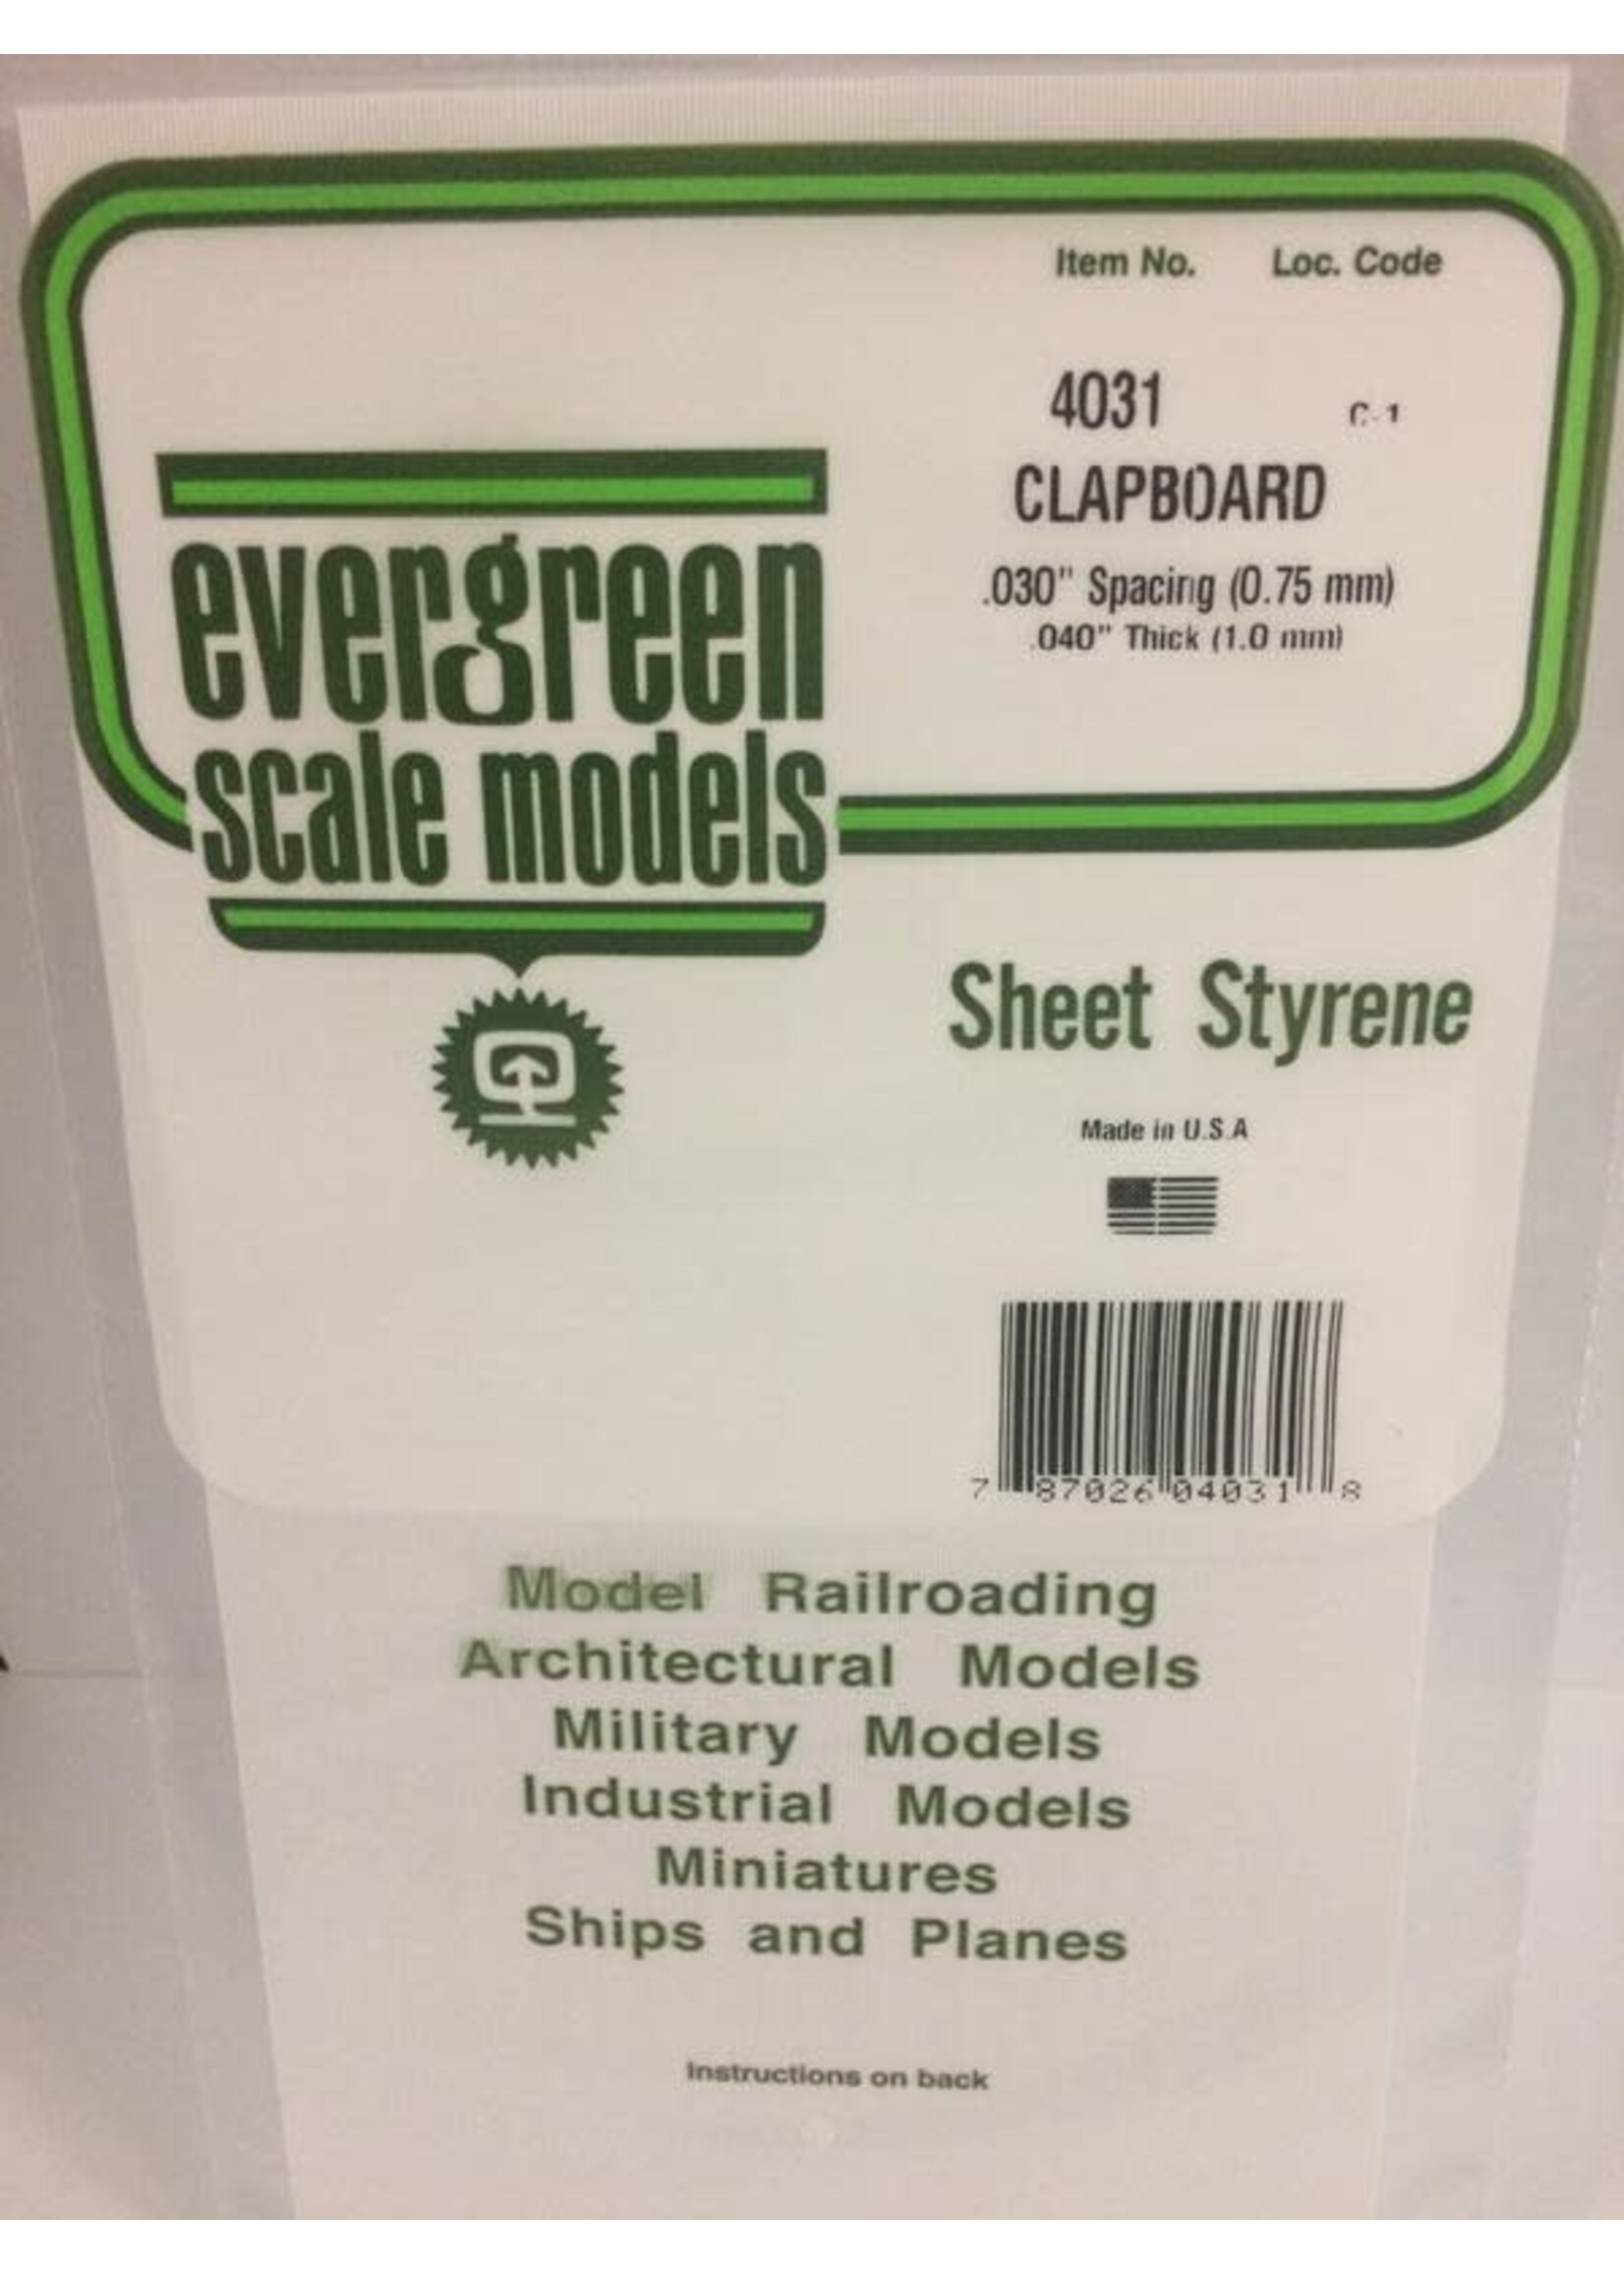 Item No. Loc. Code
4031 C-1
CLAPBOARD
.030" Spacing (0.75 mm)
.040" Thick (1.0 mm)
evergreen
scale models
Sheet Styrene
Made in U.S.A
7 87026 04031 8
Model Railroading
Architectural Models
Military Models
Industrial Models
Miniatures
Ships and Planes
Instructions on back